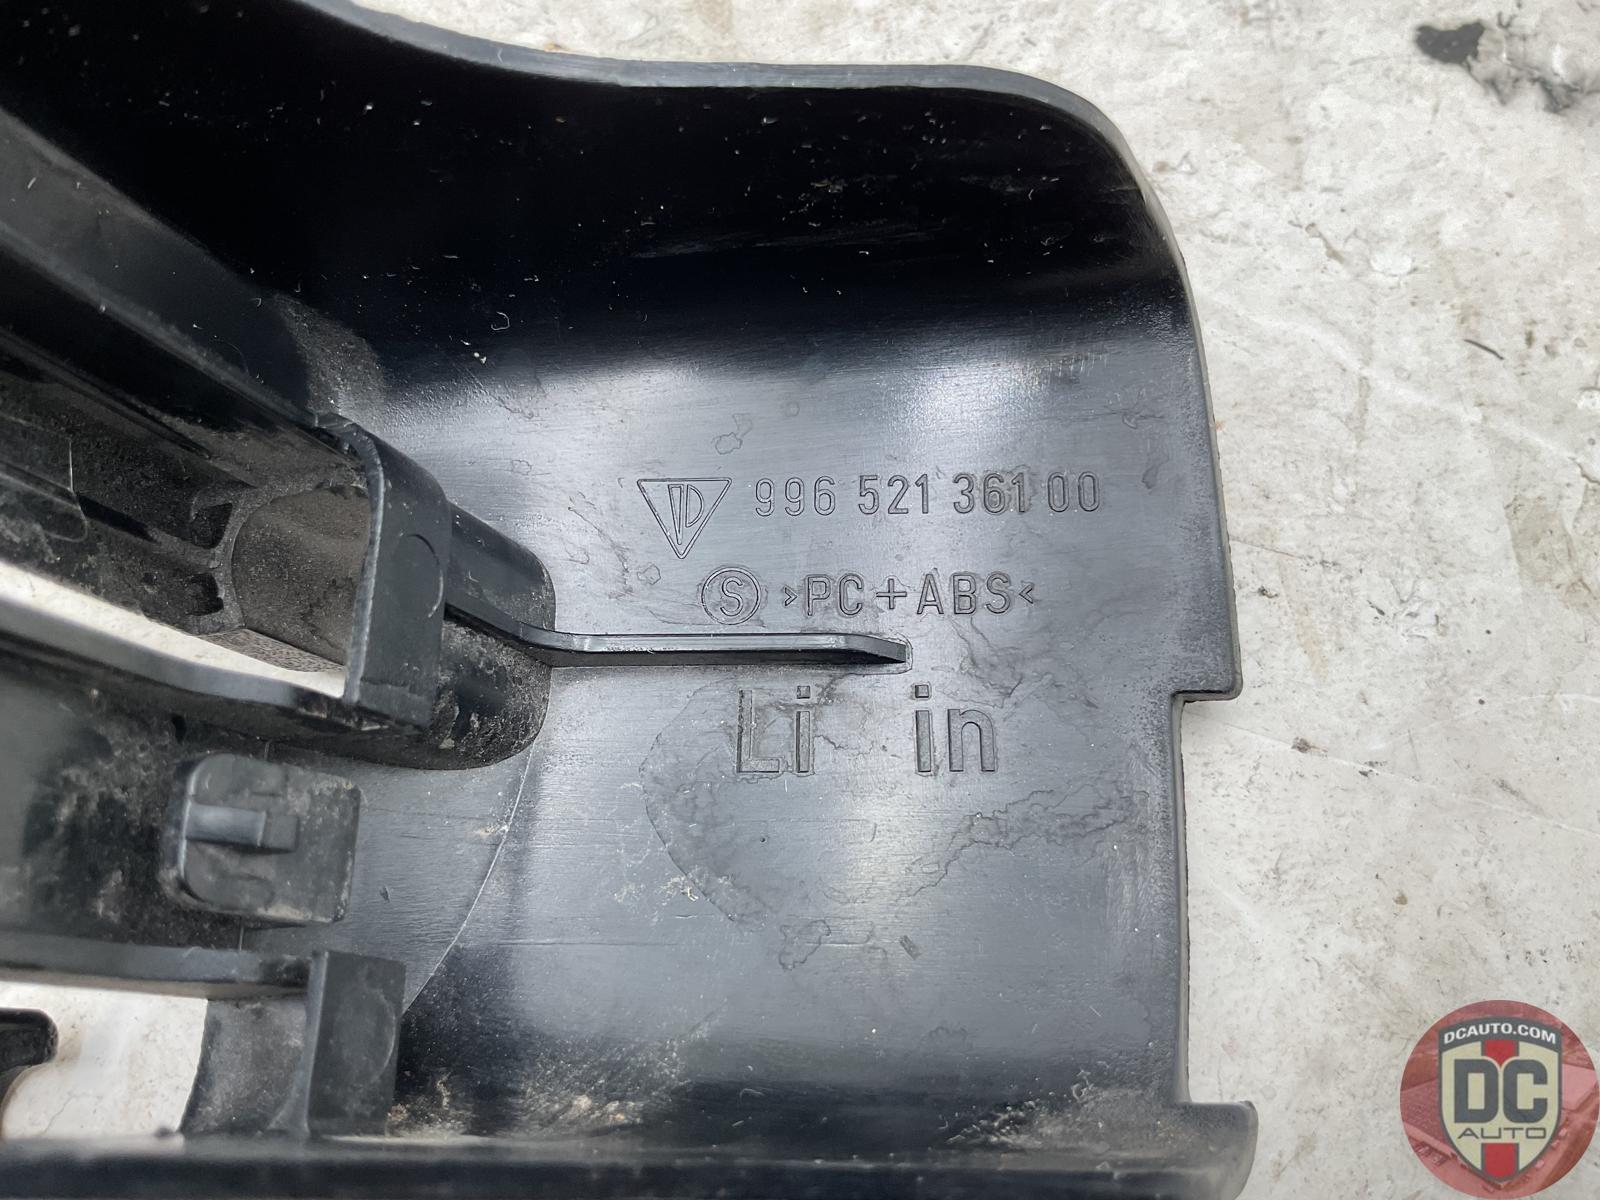 996 521 361 00
S >PC+ABS<
Li in
DCAUTO.COM
DC
AUTO